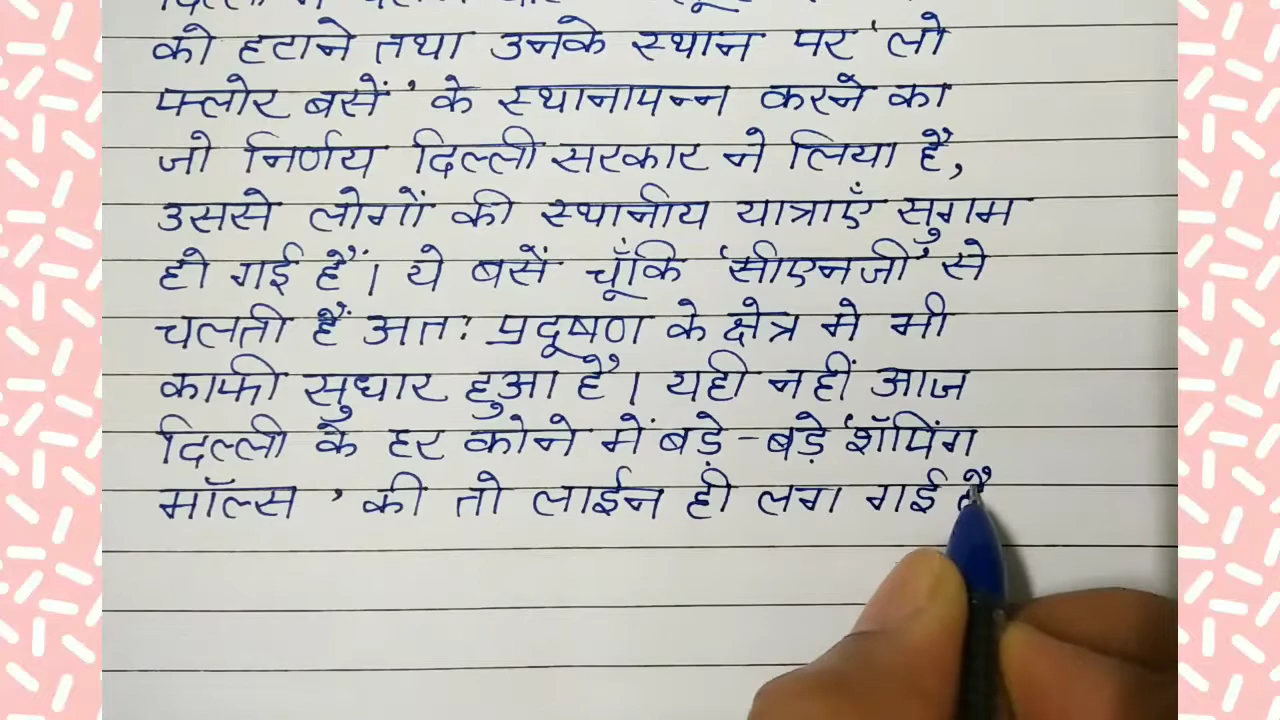 को हटाने तथा उनके स्थान पर 'लो
फ्लोर बसें' के स्थानापन्न करने का
जो निर्णय दिल्ली सरकार ने लिया है,
उससे लोगों की स्थानीय यात्राएँ सुगम
हो गई हैं। ये बसें चूँकि 'सीएनजी' से
चलती हैं अतः प्रदूषण के क्षेत्र मे भी
काफी सुधार हुआ है। यही नहीं आज
दिल्ली के हर कोने में बड़े-बड़े 'शॉपिंग
मॉल्स' की तो लाईन ही लग गई है